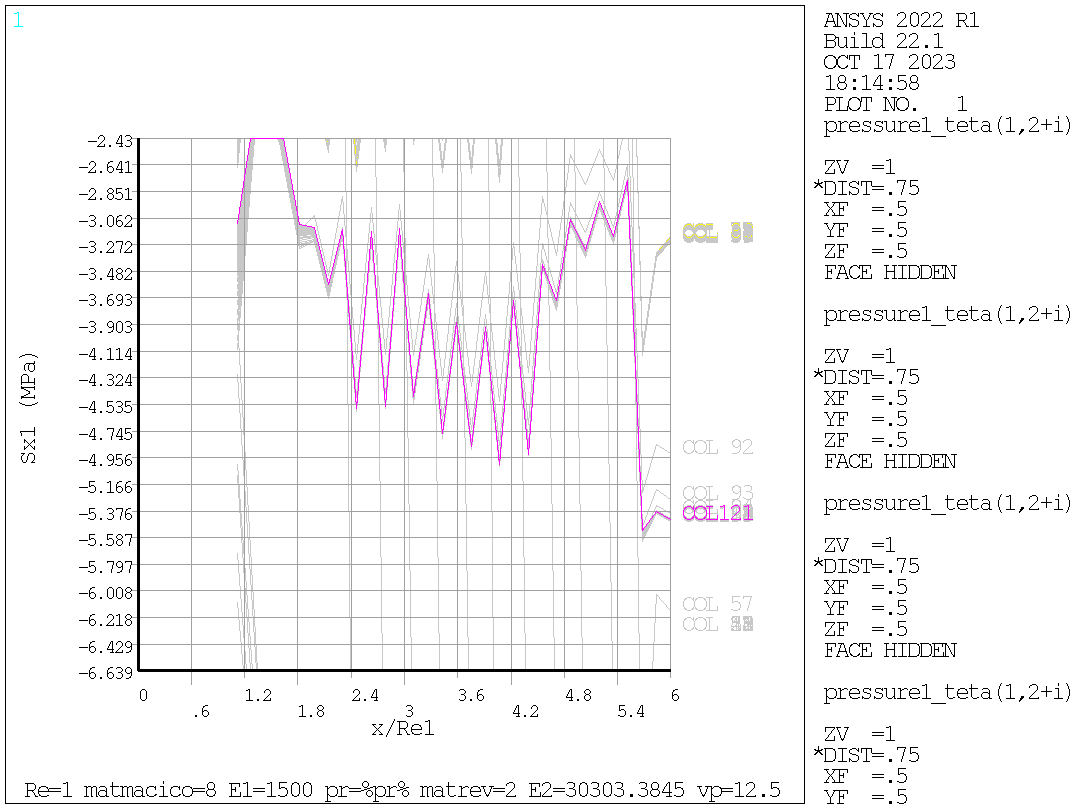 1
ANSYS 2022 R1
Build 22.1
OCT 17 2023
18:14:58
PLOT NO. 1
pressure1_teta(1,2+i)
ZV =1
*DIST=.75
XF =.5
YF =.5
ZF =.5
FACE HIDDEN
pressure1_teta(1,2+i)
ZV =1
*DIST=.75
XF =.5
YF =.5
ZF =.5
FACE HIDDEN
pressure1_teta(1,2+i)
ZV =1
*DIST=.75
XF =.5
YF =.5
ZF =.5
FACE HIDDEN
pressure1_teta(1,2+i)
ZV =1
*DIST=.75
XF =.5
YF =.5
-2.43
-2.641
-2.851
-3.062
-3.272
-3.482
-3.693
-3.903
-4.114
-4.324
-4.535
-4.745
-4.956
-5.166
-5.376
-5.587
-5.797
-6.008
-6.218
-6.429
-6.639
Sx1 (MPa)
COL
COL 92
COL 93
COL121
COL 57
COL
0 1.2 2.4 3.6 4.8 6
.6 1.8 3 4.2 5.4
x/Re1
Re=1 matmacico=8 E1=1500 pr=%pr% matrev=2 E2=30303.3845 vp=12.5